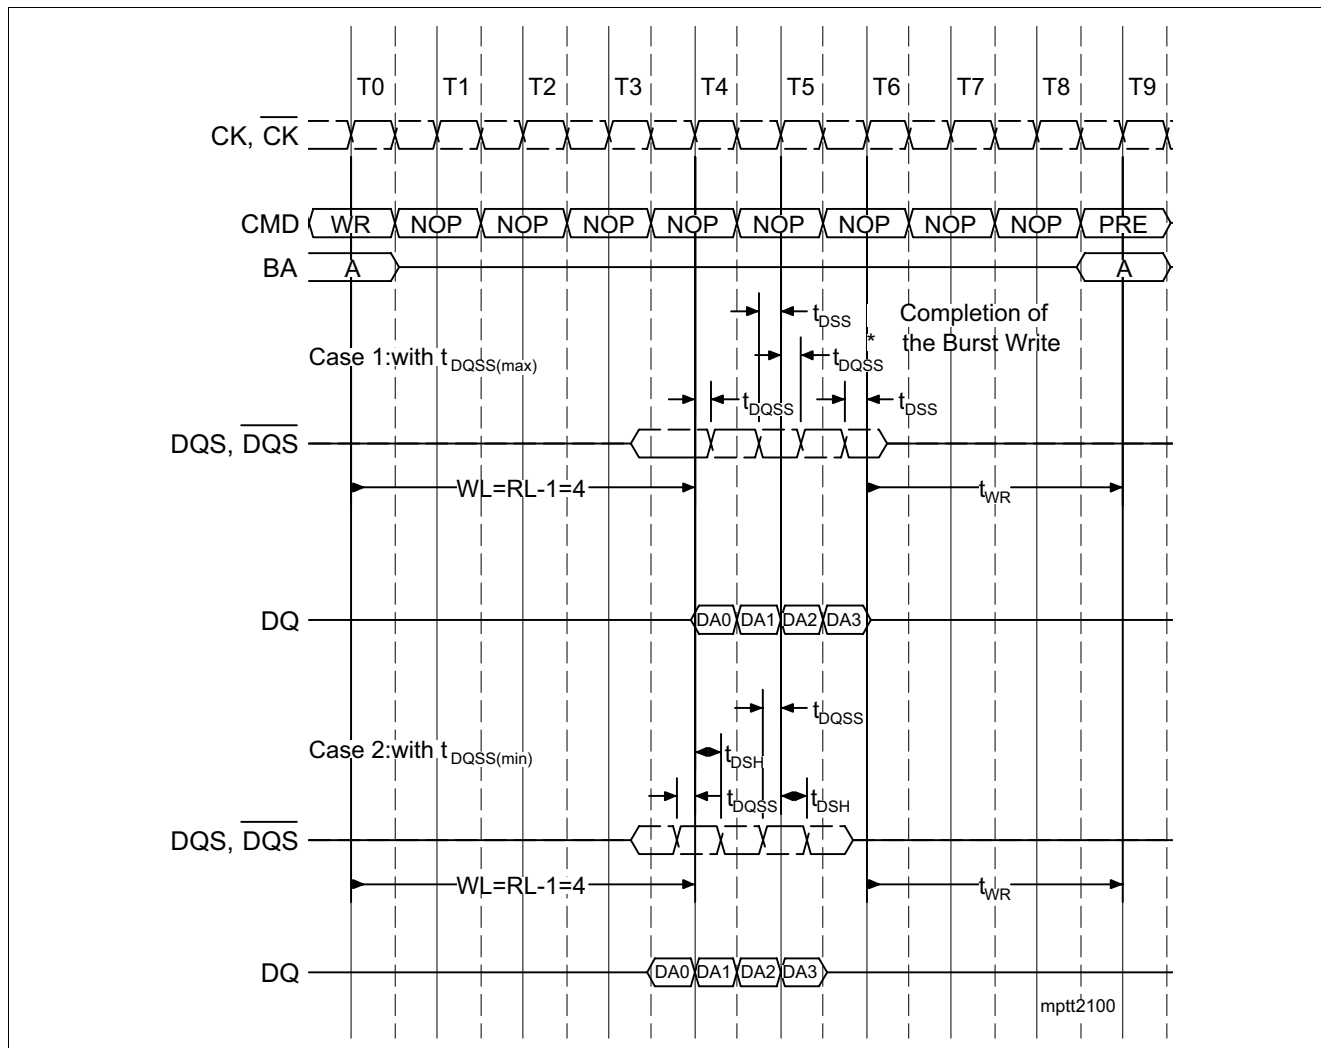 T0 T1 T2 T3 T4 T5 T6 T7 T8 T9
CK, CK
CMD WR NOP NOP NOP NOP NOP NOP NOP NOP PRE
BA A A
tDSS
Completion of
the Burst Write
*
Case 1:with tDQSS(max)
tDQSS
tDQSS
tDSS
DQS, DQS
WL=RL-1=4
tWR
DQ DA0 DA1 DA2 DA3
tDQSS
Case 2:with tDQSS(min)
tDSH
tDQSS
tDSH
DQS, DQS
WL=RL-1=4
tWR
DQ DA0 DA1 DA2 DA3
mptt2100